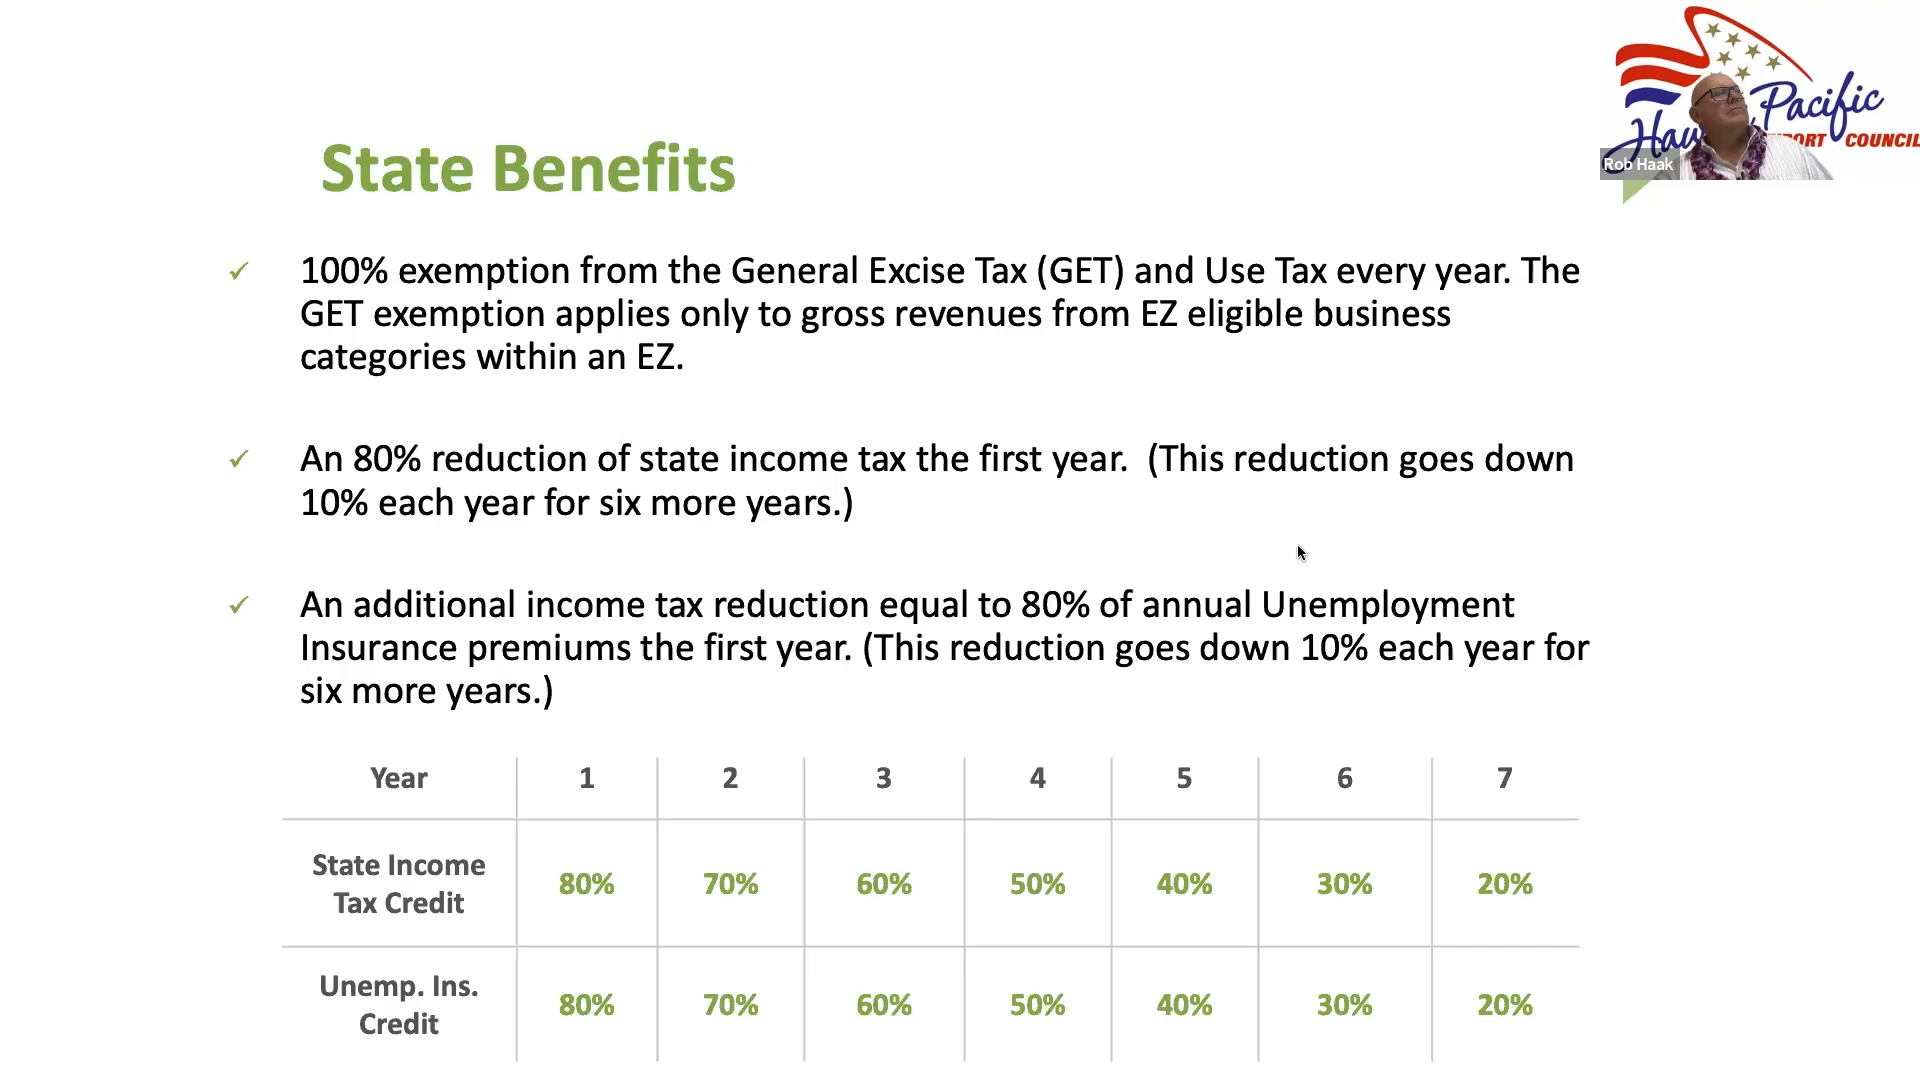 Pacific
COUNCIL
Rob Haak
State Benefits
✓ 100% exemption from the General Excise Tax (GET) and Use Tax every year. The
GET exemption applies only to gross revenues from EZ eligible business
categories within an EZ.
✓ An 80% reduction of state income tax the first year. (This reduction goes down
10% each year for six more years.)
✓ An additional income tax reduction equal to 80% of annual Unemployment
Insurance premiums the first year. (This reduction goes down 10% each year for
six more years.)
Year 1 2 3 4 5 6 7
State Income
Tax Credit
80% 70% 60% 50% 40% 30% 20%
Unemp. Ins.
Credit
80% 70% 60% 50% 40% 30% 20%